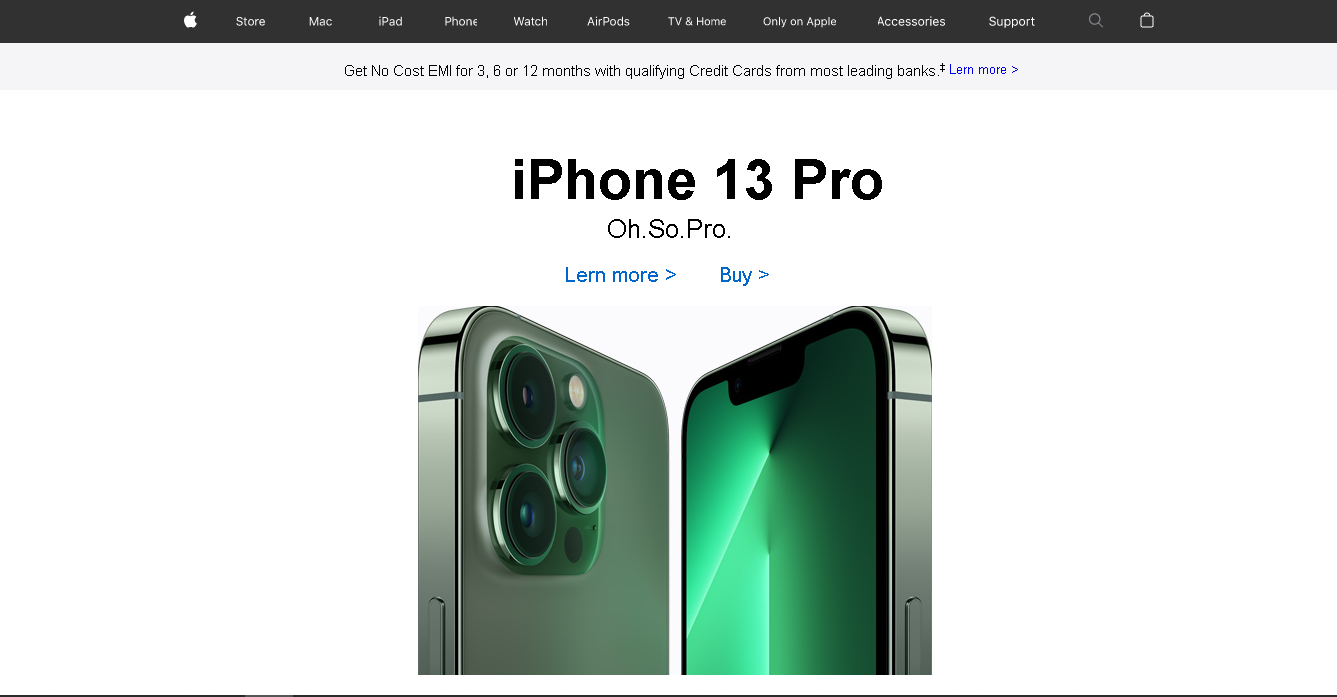 Store Mac iPad Phone Watch AirPods TV & Home Only on Apple Accessories Support
Get No Cost EMI for 3, 6 or 12 months with qualifying Credit Cards from most leading banks.‡ Lern more >
iPhone 13 Pro
Oh.So.Pro.
Lern more > Buy >